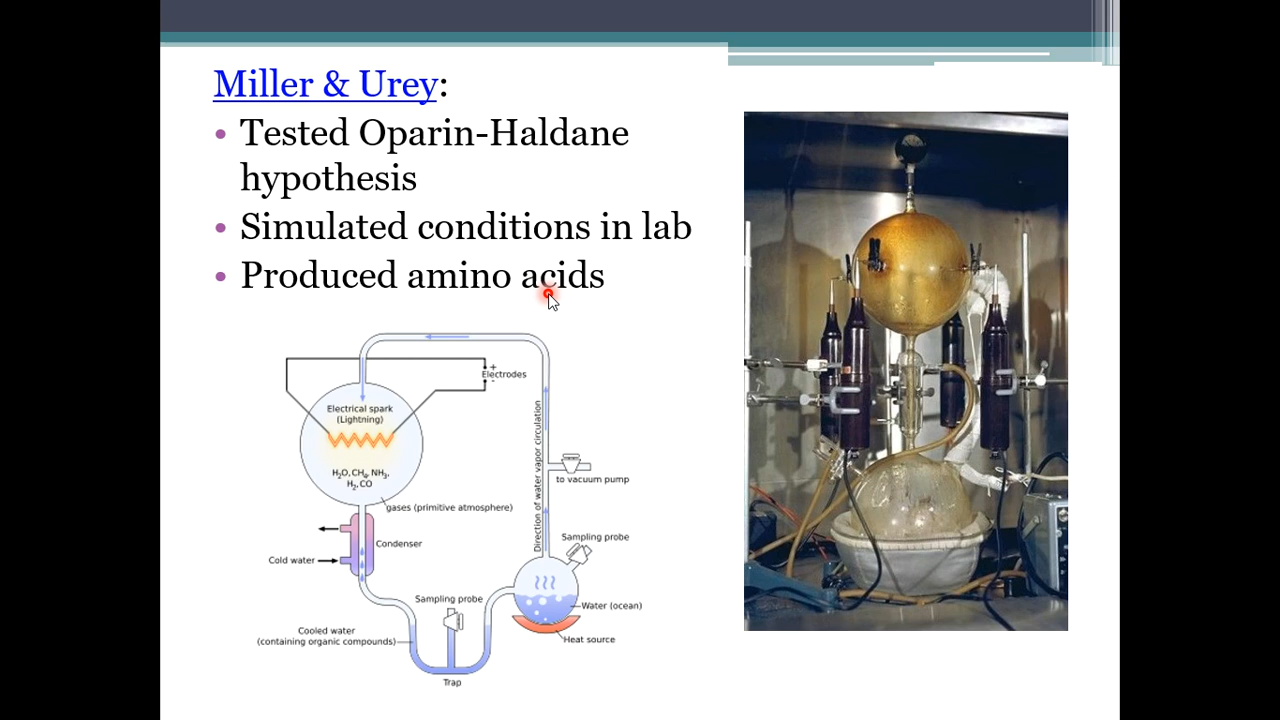 Miller & Urey:
• Tested Oparin-Haldane
hypothesis
• Simulated conditions in lab
• Produced amino acids
+
Electrodes
-
Electrical spark
(Lightning)
H₂O, CH₄, NH₃,
H₂, CO
Direction of water vapor circulation
to vacuum pump
gases (primitive atmosphere)
Condenser
Sampling probe
Cold water
Sampling probe
Water (ocean)
Cooled water
(containing organic compounds)
Heat source
Trap